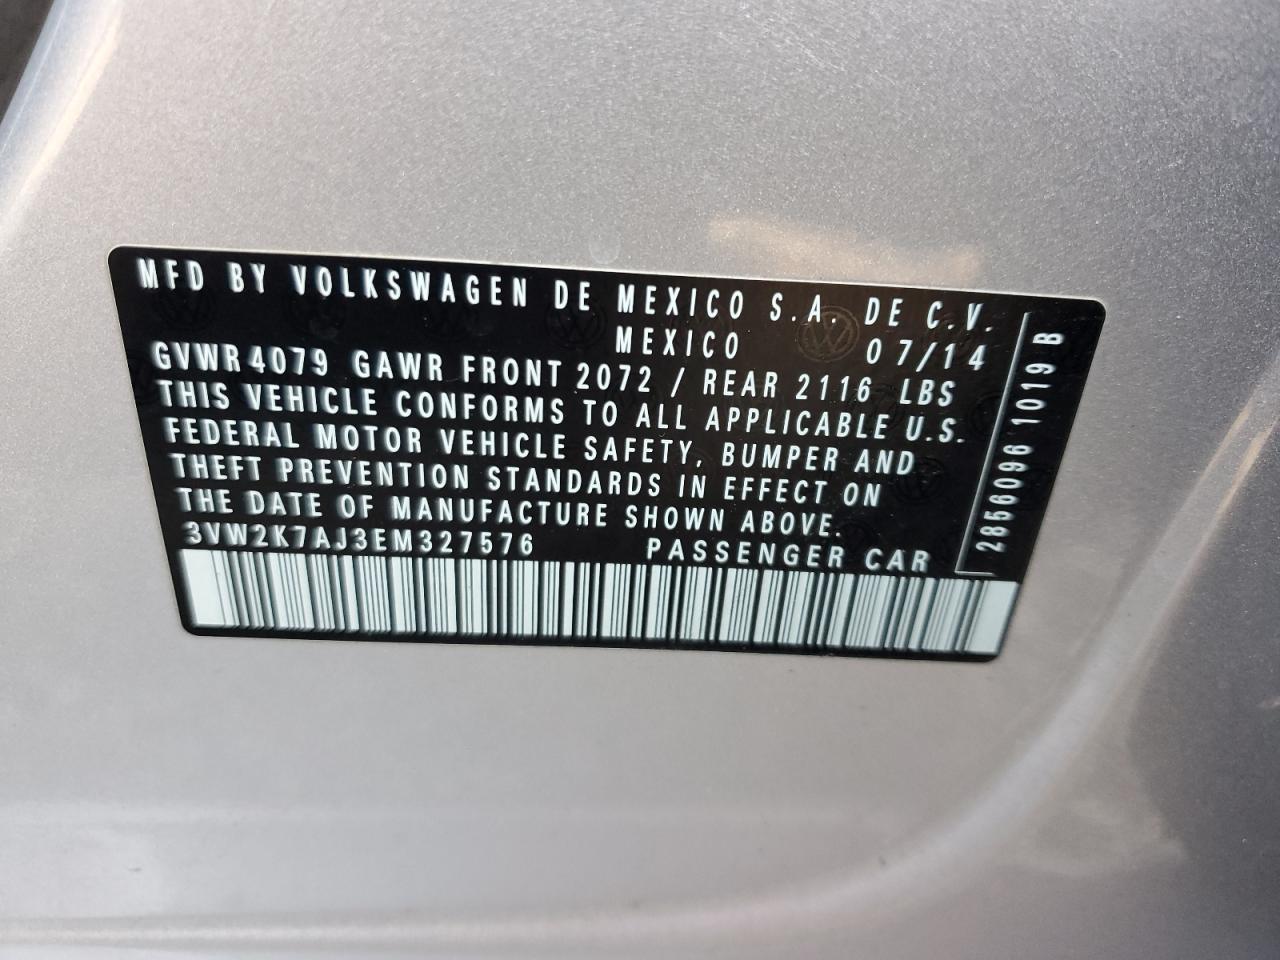 MFD BY VOLKSWAGEN DE MEXICO S.A. DE C.V.
MEXICO 07/14
GVWR 4079 GAWR FRONT 2072 / REAR 2116 LBS
THIS VEHICLE CONFORMS TO ALL APPLICABLE U.S.
FEDERAL MOTOR VEHICLE SAFETY, BUMPER AND
THEFT PREVENTION STANDARDS IN EFFECT ON
THE DATE OF MANUFACTURE SHOWN ABOVE.
3VW2K7AJ3EM327576 PASSENGER CAR
2856096 1019 B